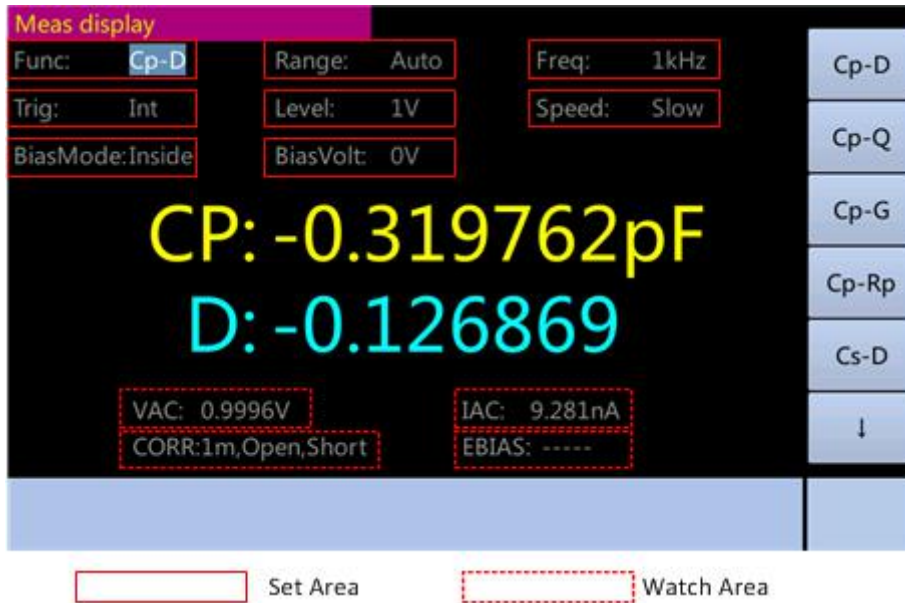 Meas display
Func: Cp-D Range: Auto Freq: 1kHz
Trig: Int Level: 1V Speed: Slow
BiasMode:Inside BiasVolt: 0V
CP: -0.319762pF
D: -0.126869
VAC: 0.9996V IAC: 9.281nA
CORR:1m,Open,Short EBIAS: -----
Cp-D
Cp-Q
Cp-G
Cp-Rp
Cs-D
↓
Set Area Watch Area